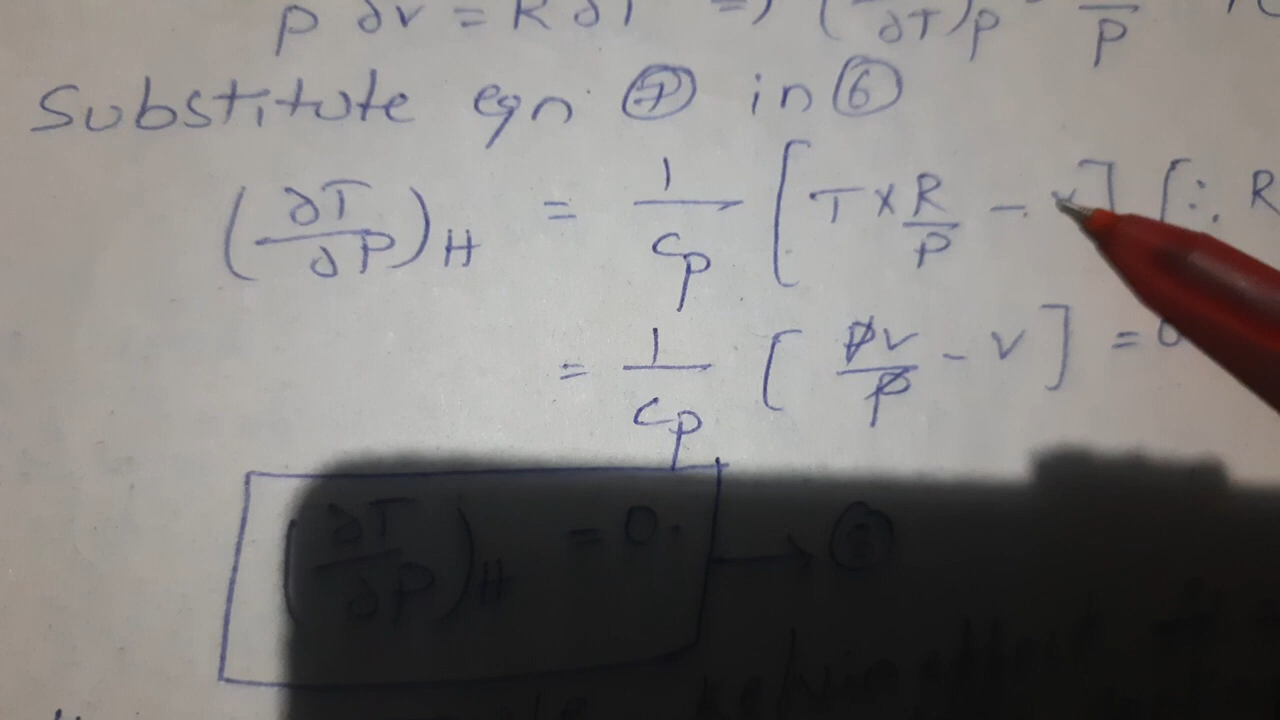 P ∂v = R ∂T => (∂T)p P
Substitute eqn ⑦ in ⑥
(∂T/∂P)H = 1/Cp [T × R/P - v] [∵ R
= 1/Cp [Pv/P - v] = 0
(∂T/∂P)H = 0. → ⑧